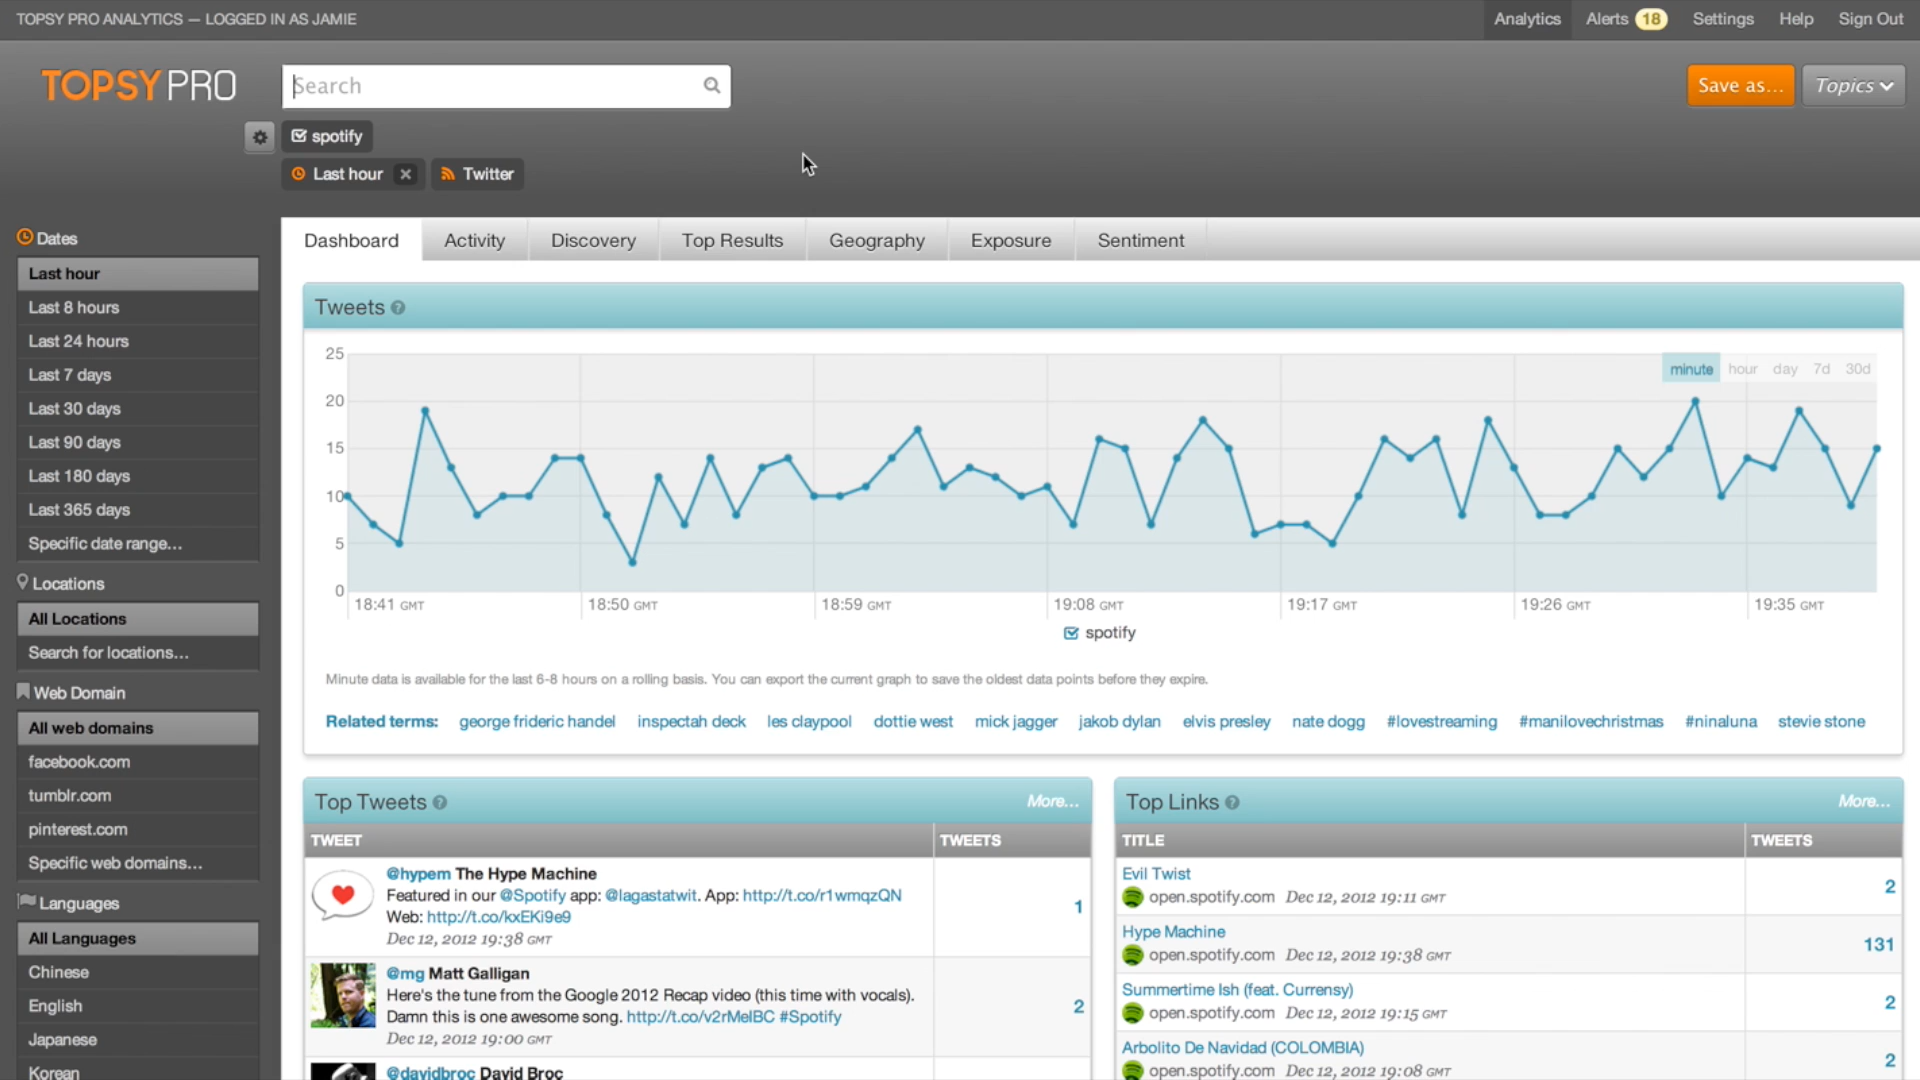 TOPSY PRO ANALYTICS — LOGGED IN AS JAMIE
Analytics Alerts 18 Settings Help Sign Out
TOPSY PRO
Search
Save as... Topics
spotify
Last hour Twitter
Dates
Last hour
Last 8 hours
Last 24 hours
Last 7 days
Last 30 days
Last 90 days
Last 180 days
Last 365 days
Specific date range...
Locations
All Locations
Search for locations...
Web Domain
All web domains
facebook.com
tumblr.com
pinterest.com
Specific web domains...
Languages
All Languages
Chinese
English
Japanese
Korean
Dashboard Activity Discovery Top Results Geography Exposure Sentiment
Tweets
minute hour day 7d 30d
25
20
15
10
5
0
18:41 GMT 18:50 GMT 18:59 GMT 19:08 GMT 19:17 GMT 19:26 GMT 19:35 GMT
spotify
Minute data is available for the last 6-8 hours on a rolling basis. You can export the current graph to save the oldest data points before they expire.
Related terms: george frideric handel inspectah deck les claypool dottie west mick jagger jakob dylan elvis presley nate dogg #lovestreaming #manilovechristmas #ninaluna stevie stone
Top Tweets More...
TWEET TWEETS
@hypem The Hype Machine
Featured in our @Spotify app: @lagastatwit. App: http://t.co/r1wmqzQN
Web: http://t.co/kxEKi9e9
1
Dec 12, 2012 19:38 GMT
@mg Matt Galligan
Here's the tune from the Google 2012 Recap video (this time with vocals).
Damn this is one awesome song. http://t.co/v2rMelBC #Spotify
2
Dec 12, 2012 19:00 GMT
@davidbroc David Broc
Top Links More...
TITLE TWEETS
Evil Twist
open.spotify.com Dec 12, 2012 19:11 GMT
2
Hype Machine
open.spotify.com Dec 12, 2012 19:38 GMT
131
Summertime Ish (feat. Currensy)
open.spotify.com Dec 12, 2012 19:15 GMT
2
Arbolito De Navidad (COLOMBIA)
open.spotify.com Dec 12, 2012 19:08 GMT
2